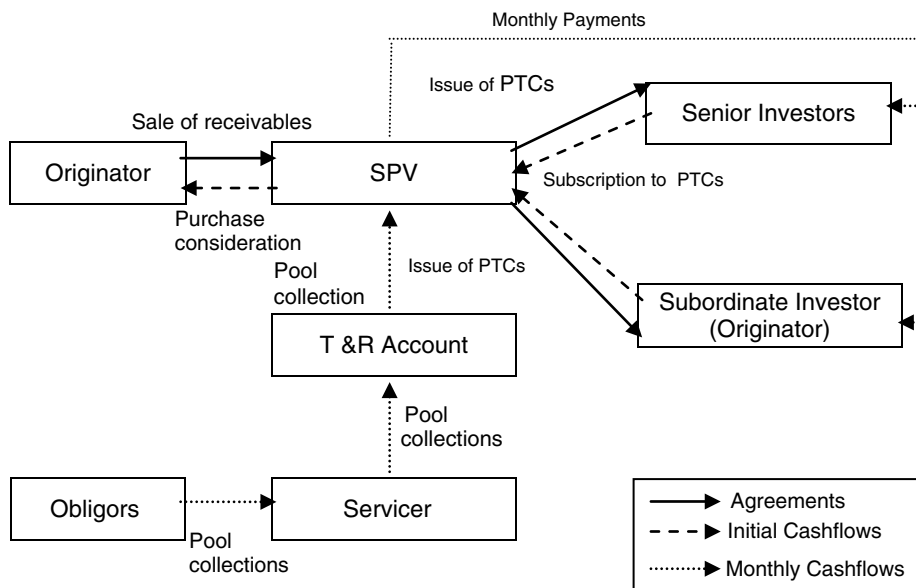 Monthly Payments
Issue of PTCs
Senior Investors
Sale of receivables
Originator
SPV
Subscription to PTCs
Purchase
consideration
Pool
collection
Issue of PTCs
Subordinate Investor
(Originator)
T &R Account
Pool
collections
Obligors
Servicer
Pool
collections
Agreements
Initial Cashflows
Monthly Cashflows